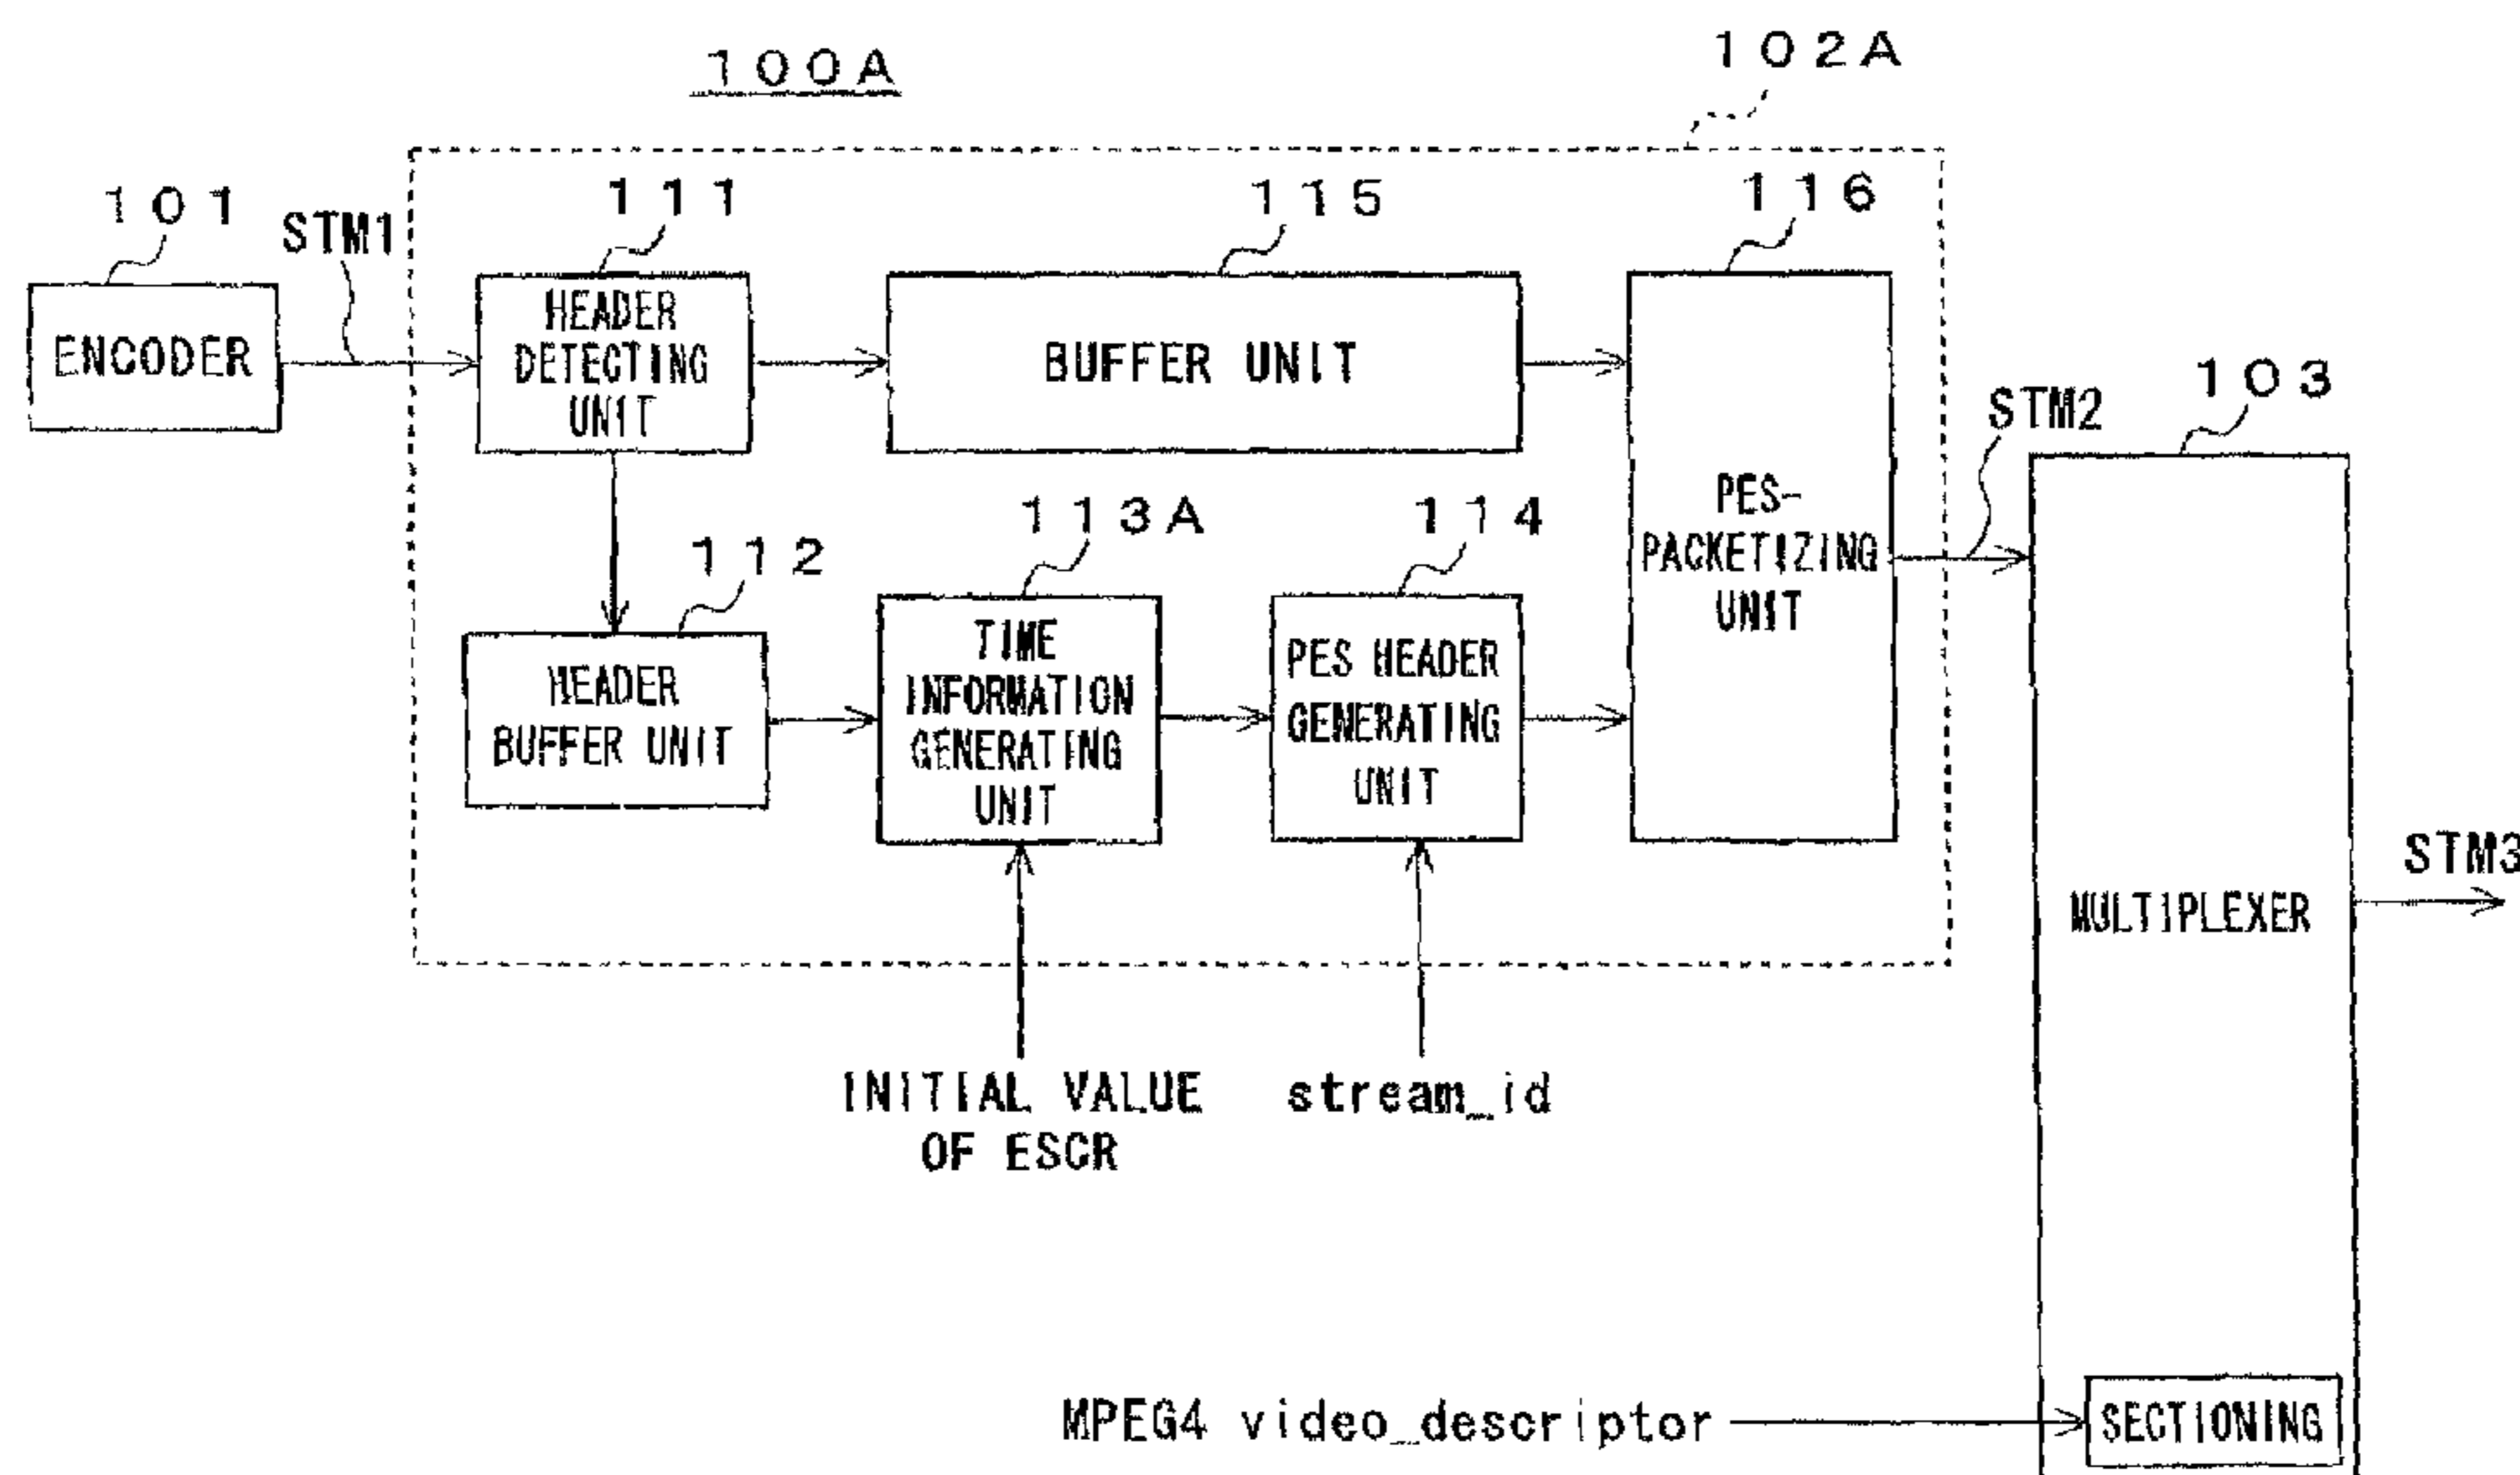 100A
102A
101
STM1
111
115
116
ENCODER
HEADER
DETECTING
UNIT
BUFFER UNIT
PES-
PACKETIZING
UNIT
STM2
103
112
113A
114
HEADER
BUFFER UNIT
TIME
INFORMATION
GENERATING
UNIT
PES HEADER
GENERATING
UNIT
MULTIPLEXER
STM3
INITIAL VALUE
OF ESCR
stream_id
MPEG4 video_descriptor
SECTIONING